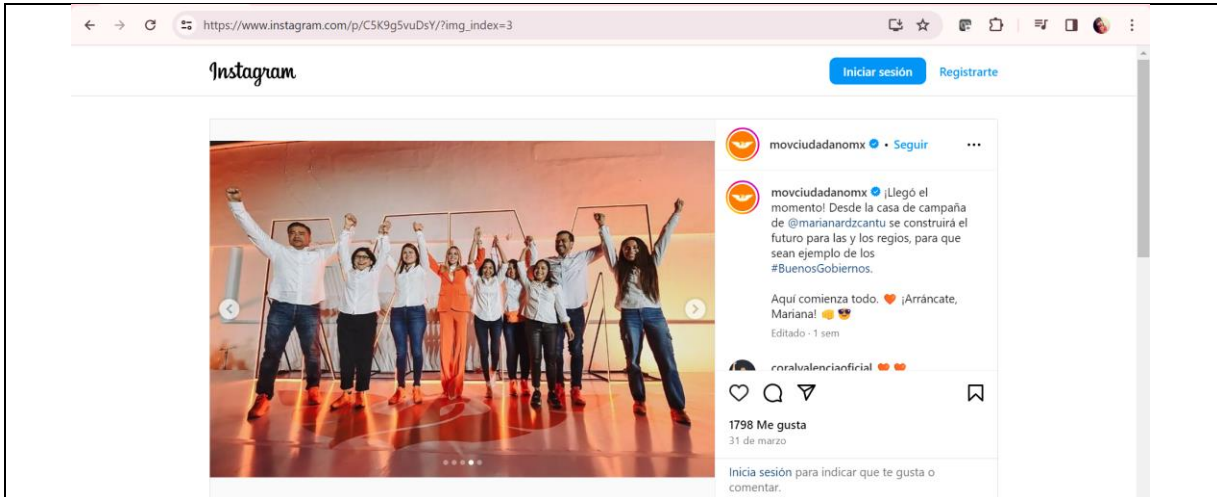 https://www.instagram.com/p/C5K9g5vuDsY/?img_index=3
Instagram
Iniciar sesión
Registrarte
movciudadanomx • Seguir
movciudadanomx ¡Llegó el
momento! Desde la casa de campaña
de @marianardzcantu se construirá el
futuro para las y los regios, para que
sean ejemplo de los
#BuenosGobiernos.
Aquí comienza todo. 🧡 ¡Arráncate,
Mariana! 👊 😎
Editado · 1 sem
coralvalenciaoficial 🧡 🧡
1798 Me gusta
31 de marzo
Inicia sesión para indicar que te gusta o
comentar.